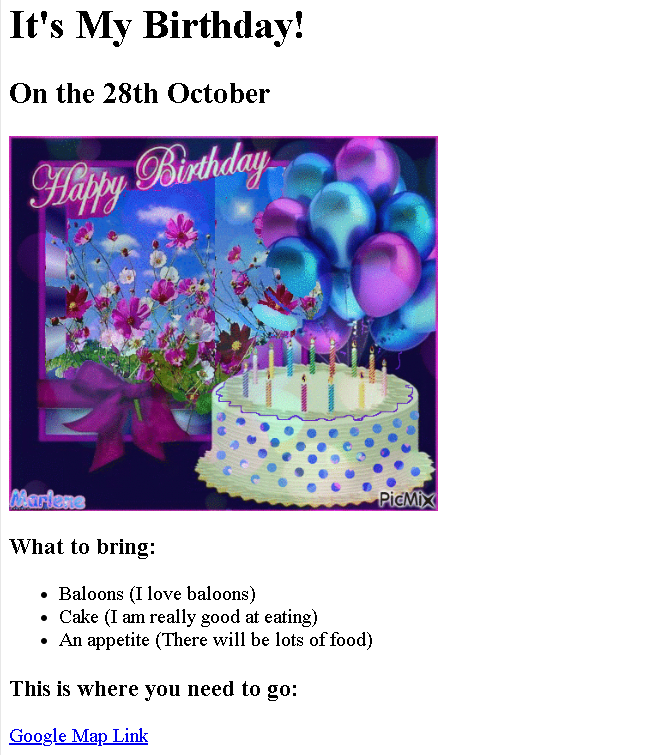 It's My Birthday!
On the 28th October
Happy Birthday
Marlene
PicMix
What to bring:
Baloons (I love baloons)
Cake (I am really good at eating)
An appetite (There will be lots of food)
This is where you need to go:
Google Map Link